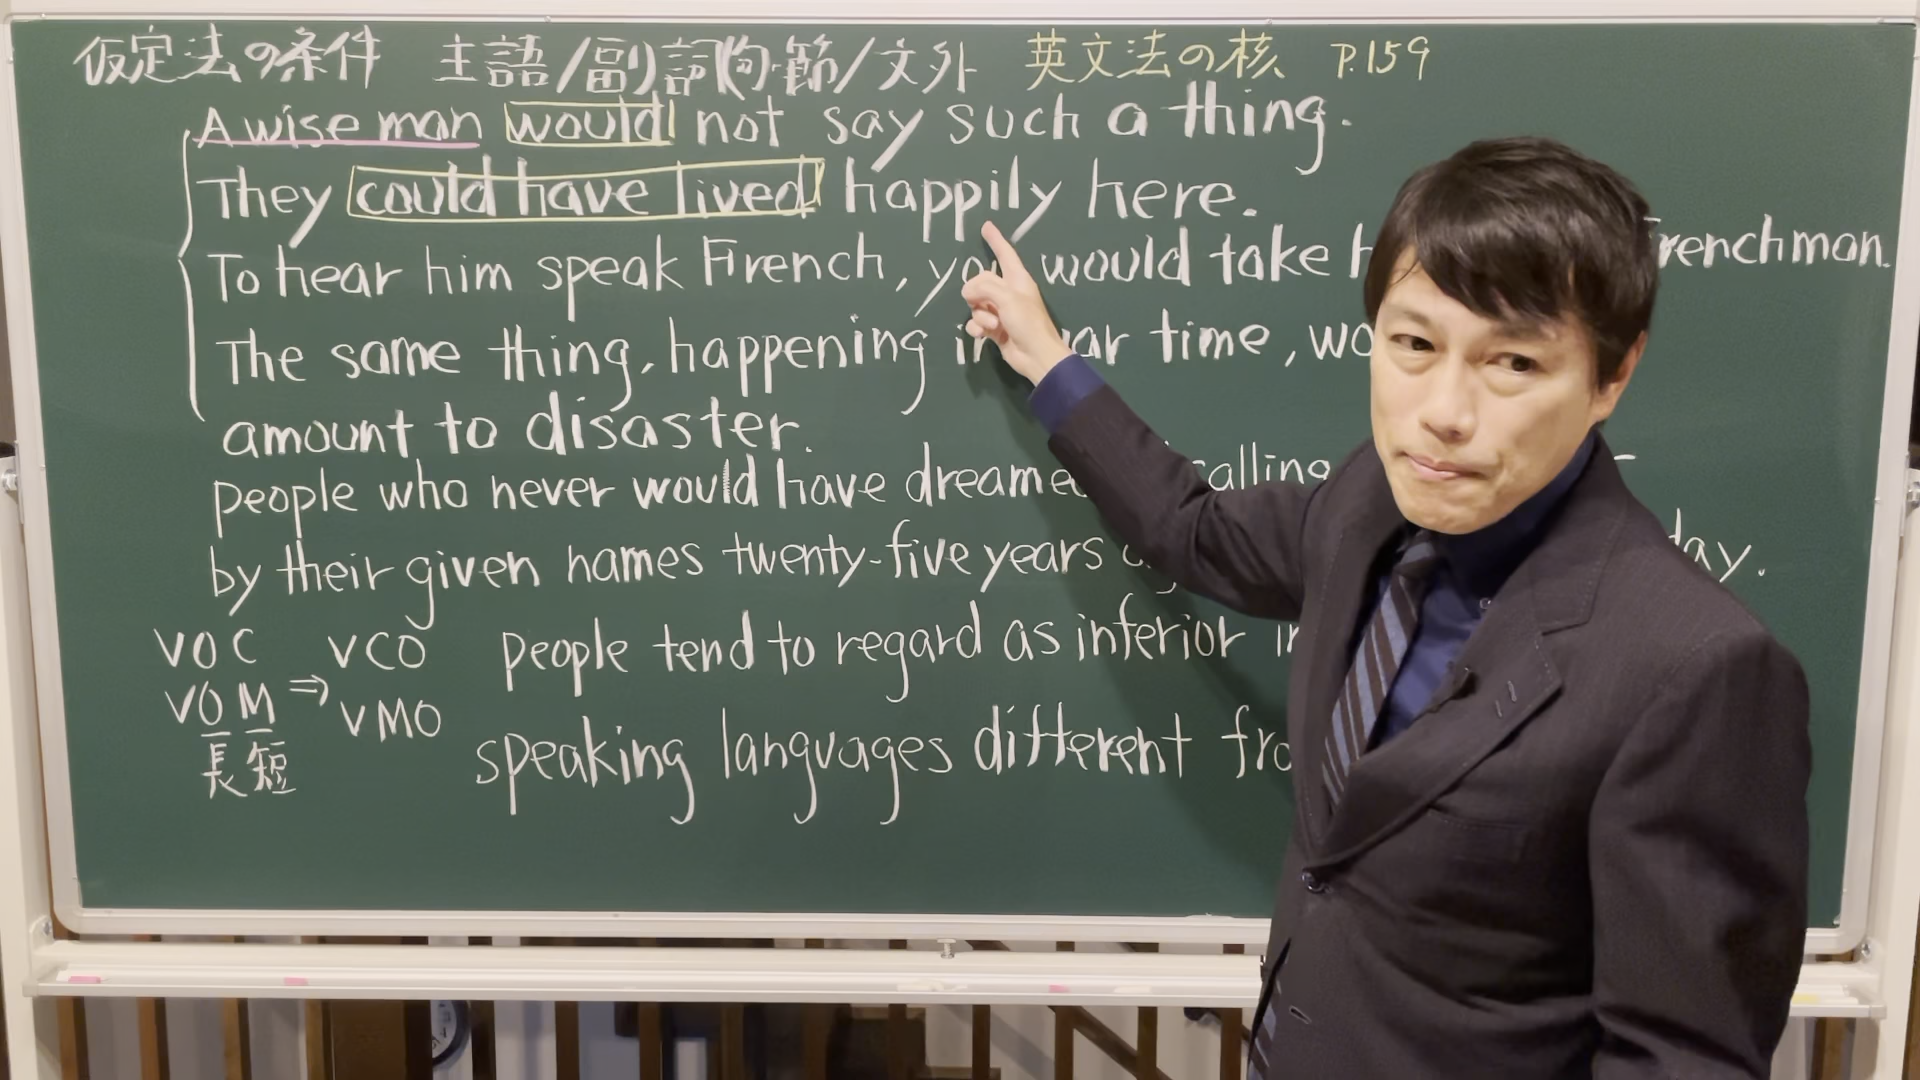 仮定法の条件 主語/副詞句・節/文外 英文法の核 P.159
A wise man would not say such a thing.
They could have lived happily here.
To hear him speak French, you would take Frenchman.
The same thing, happening in war time,
amount to disaster.
people who never would have dreamed calling
by their given names twenty-five years day.
VOC VCO people tend to regard as inferior
VOM ⇒ VMO
長 短 speaking languages different